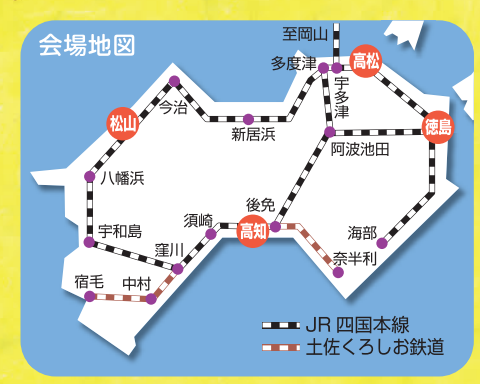 会場地図
至岡山
多度津
高松
宇多津
今治
新居浜
松山
徳島
阿波池田
八幡浜
後免
須崎
高知
宇和島
海部
窪川
奈半利
宿毛
中村
JR四国本線
土佐くろしお鉄道